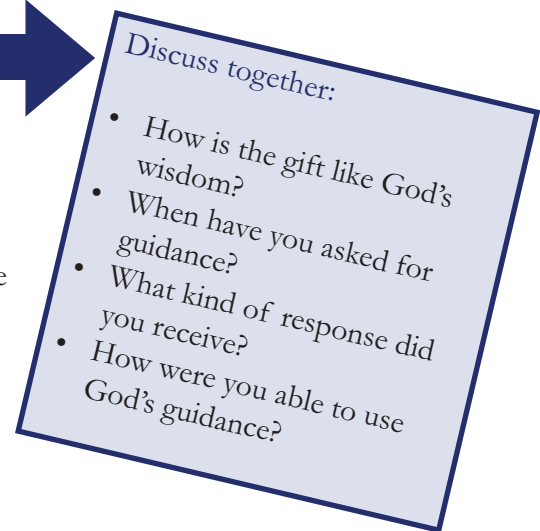 Discuss together:
• How is the gift like God's
wisdom?
• When have you asked for
guidance?
• What kind of response did
you receive?
• How were you able to use
God's guidance?
e